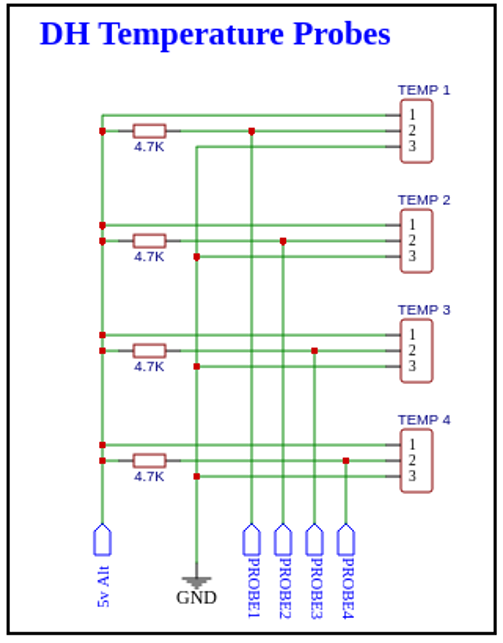 DH Temperature Probes
TEMP 1
1
2
3
4.7K
TEMP 2
1
2
3
4.7K
TEMP 3
1
2
3
4.7K
TEMP 4
1
2
3
4.7K
5v Alt
GND
PROBE1
PROBE2
PROBE3
PROBE4